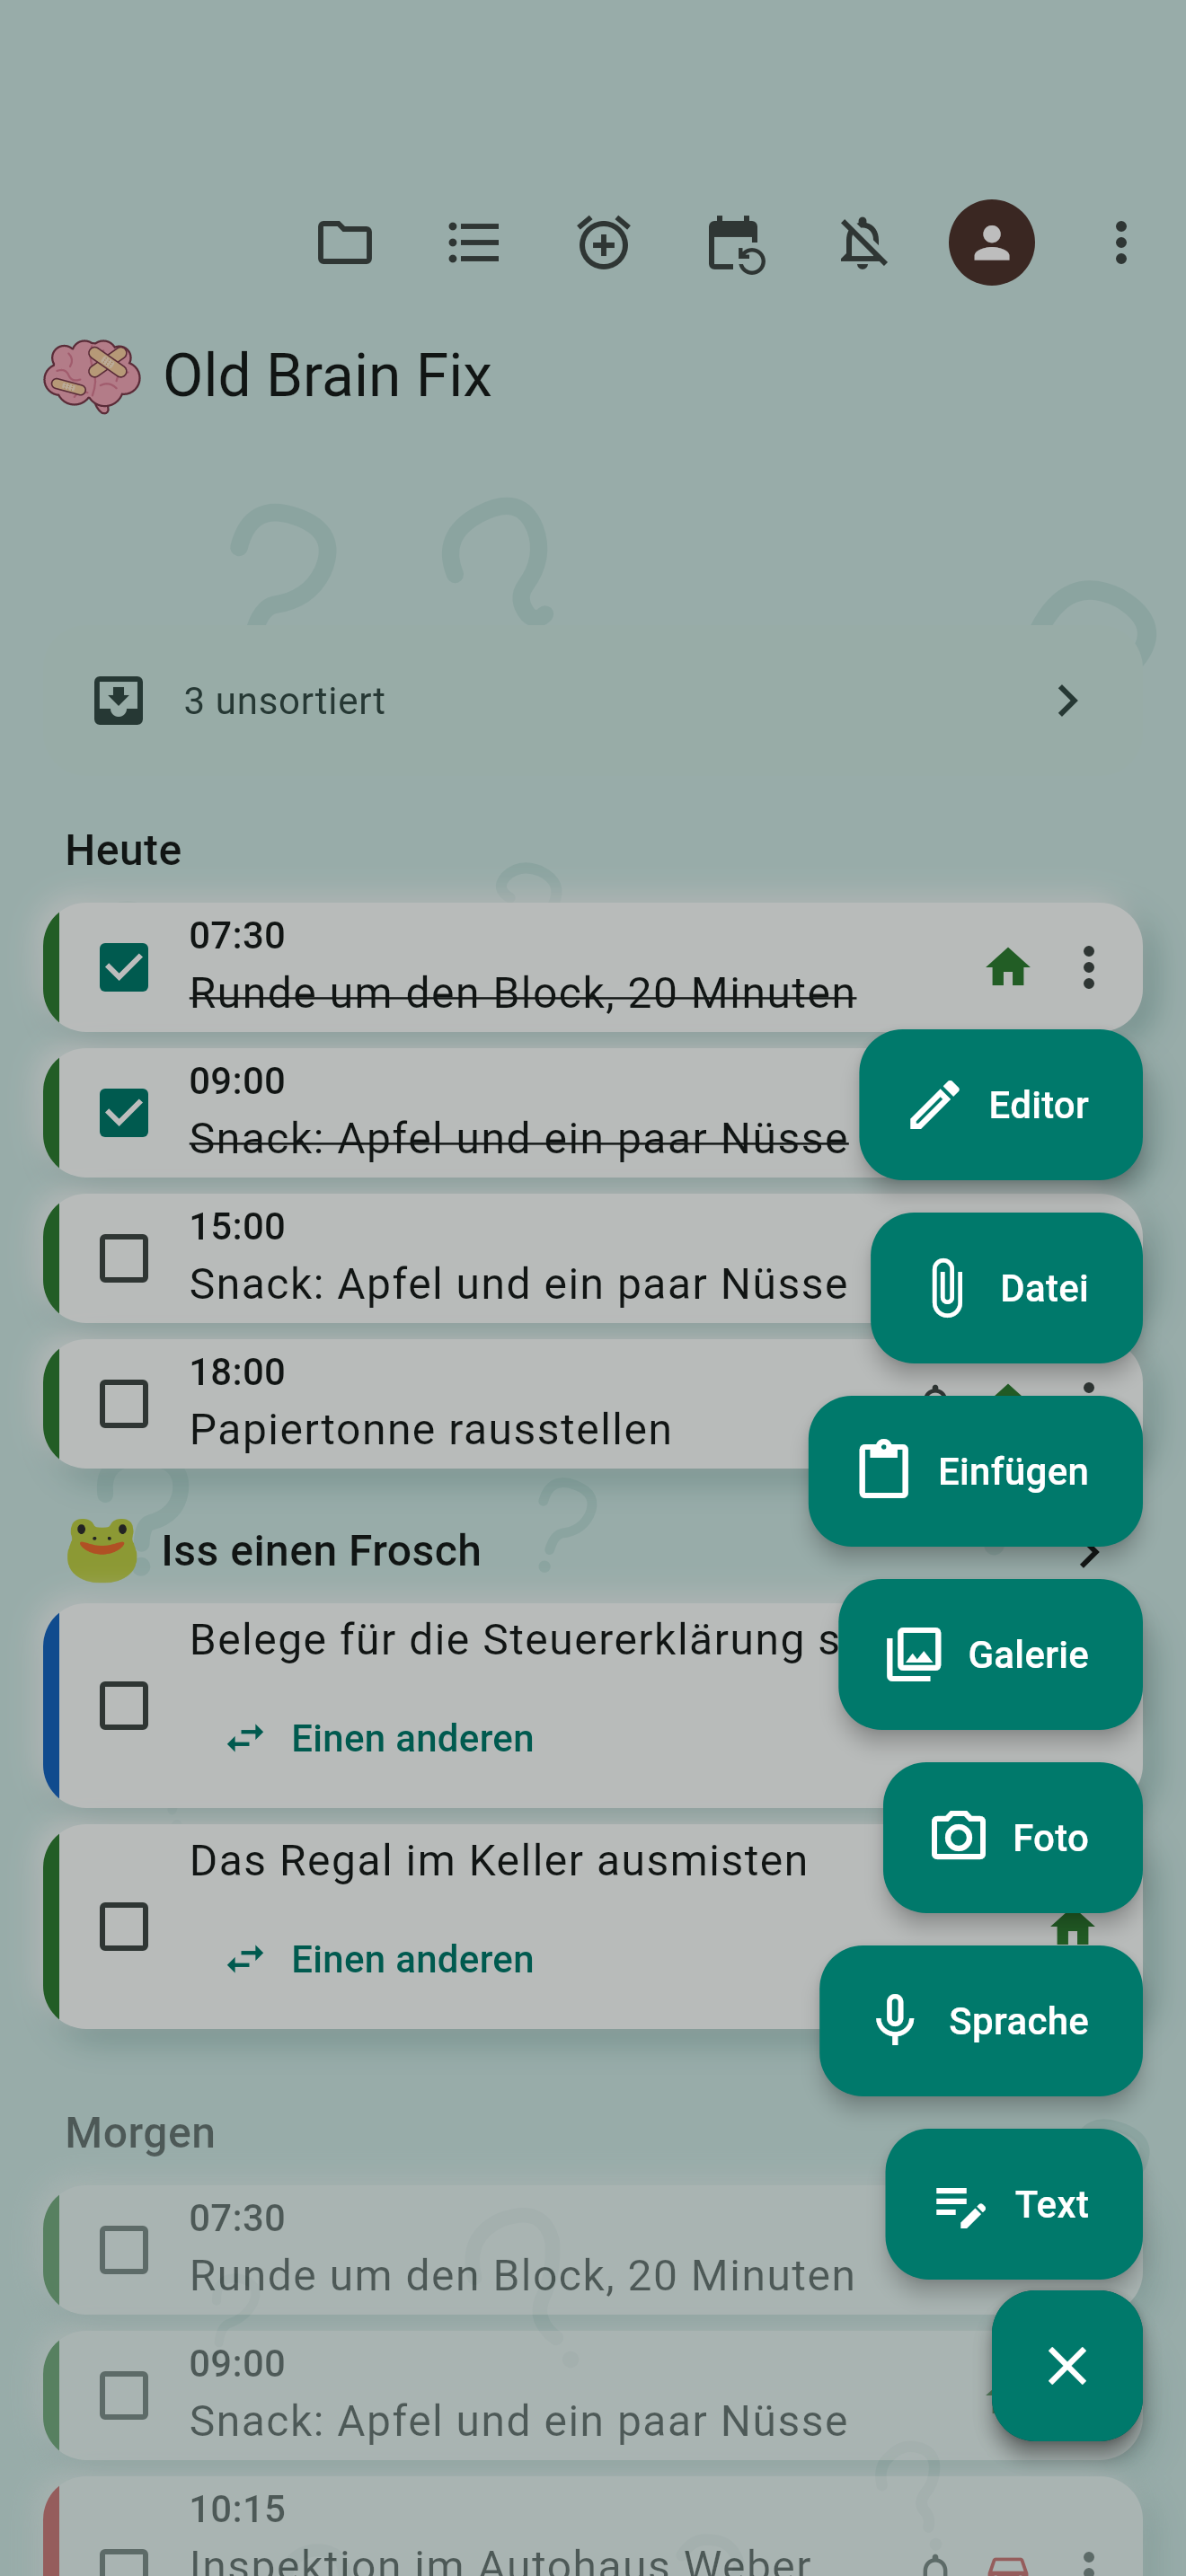 Old Brain Fix
3 unsortiert
Heute
07:30
Runde um den Block, 20 Minuten
09:00
Snack: Apfel und ein paar Nüsse
Editor
15:00
Snack: Apfel und ein paar Nüsse
Datei
18:00
Papiertonne rausstellen
Einfügen
Iss einen Frosch
Belege für die Steuererklärung s
Galerie
Einen anderen
Foto
Das Regal im Keller ausmisten
Einen anderen
Sprache
Morgen
Text
07:30
Runde um den Block, 20 Minuten
09:00
Snack: Apfel und ein paar Nüsse
10:15
Inspektion im Autohaus Weber